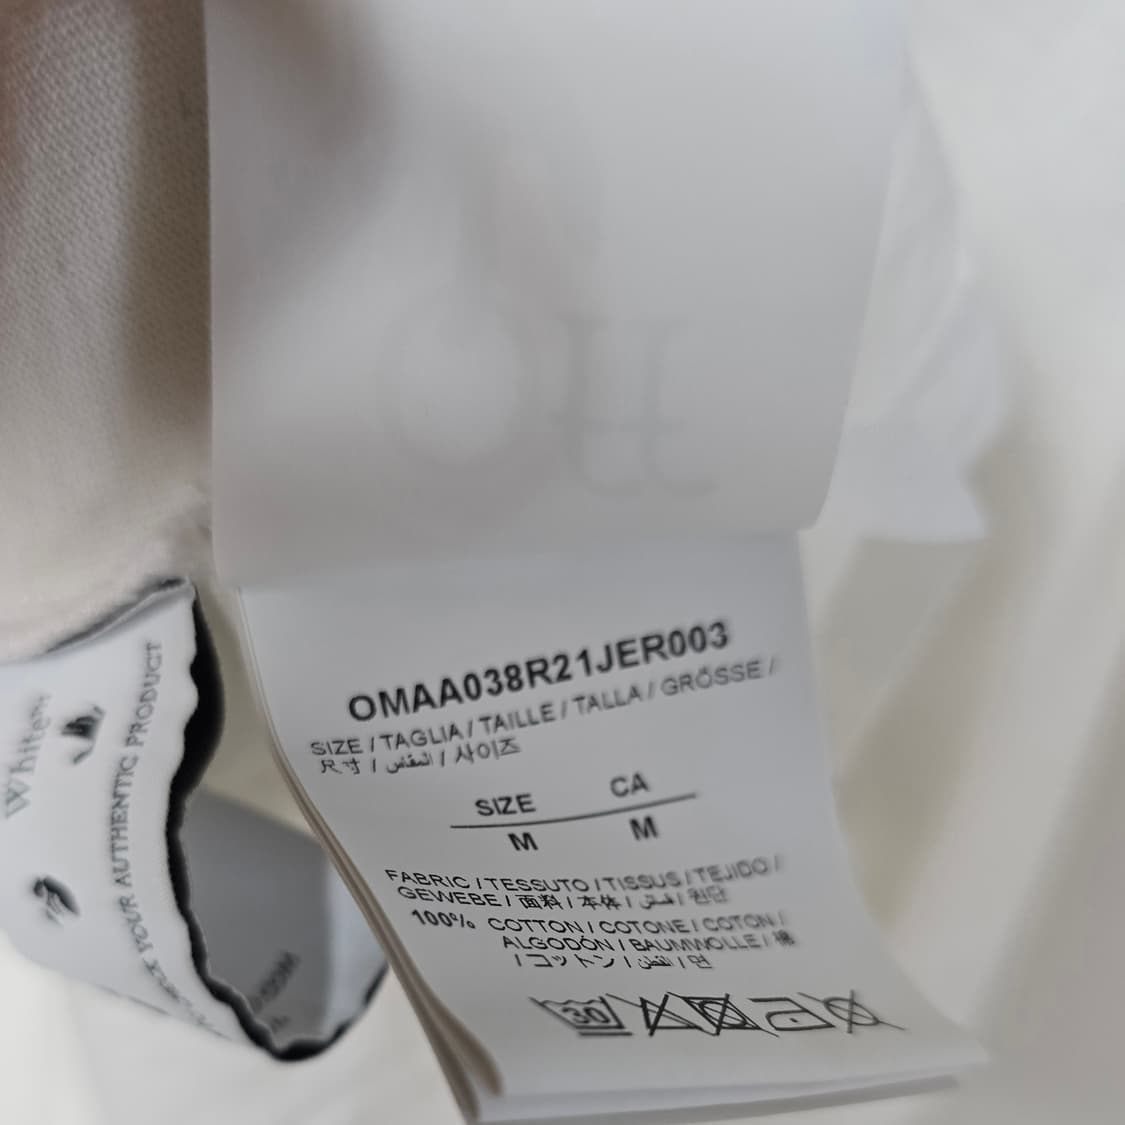 OMAA038R21JER003
SIZE / TAGLIA / TAILLE / TALLA / GRÖSSE /
尺寸 / المقاس / 사이즈
SIZE CA
M M
FABRIC / TESSUTO / TISSUS / TEJIDO /
GEWEBE / 面料 / 本体 / قماش / 원단
100% COTTON / COTONE / COTON /
ALGODÓN / BAUMWOLLE / 棉
/ コットン / القطن / 면
30
White™
YOUR AUTHENTIC PRODUCT
.COM